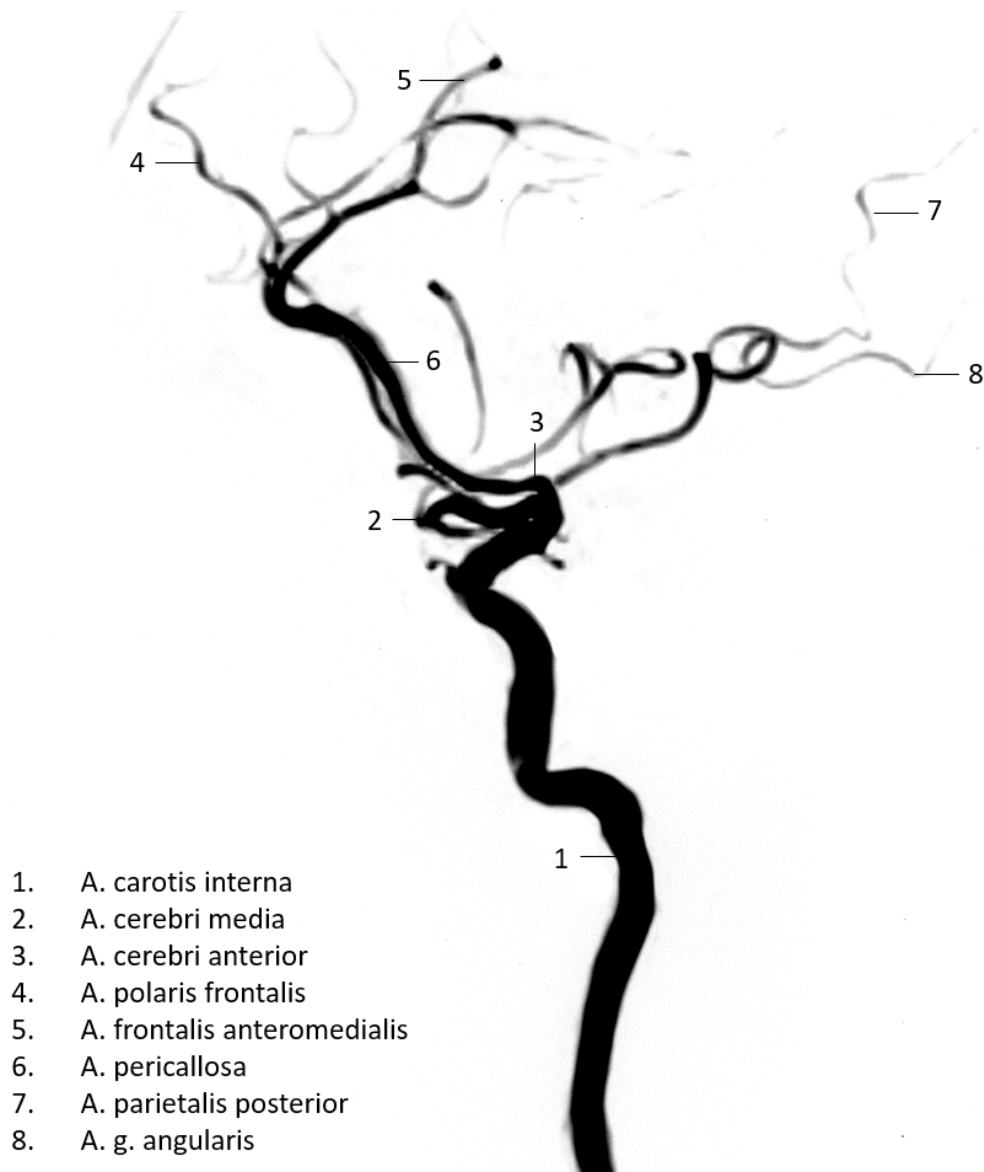 5
4
7
6
8
3
2
1
1. A. carotis interna
2. A. cerebri media
3. A. cerebri anterior
4. A. polaris frontalis
5. A. frontalis anteromedialis
6. A. pericallosa
7. A. parietalis posterior
8. A. g. angularis